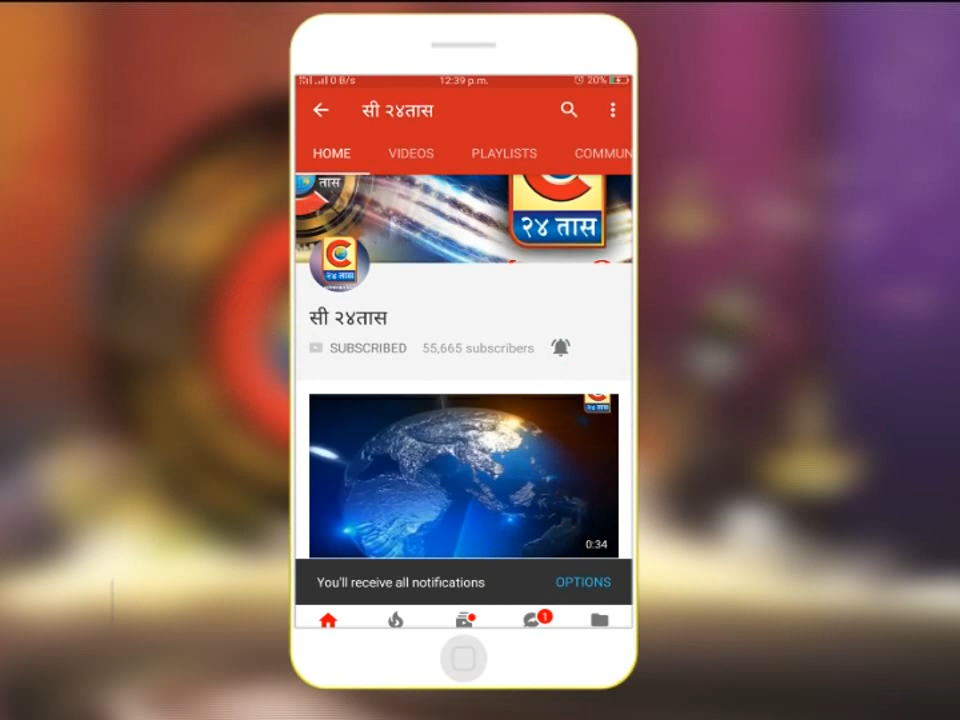 0 B/s 12:39 p.m. 20%
सी २४तास
HOME VIDEOS PLAYLISTS COMMUN
तास
२४ तास
२४ तास
सी २४तास
SUBSCRIBED 55,665 subscribers
२४ तास
0:34
You'll receive all notifications OPTIONS
1